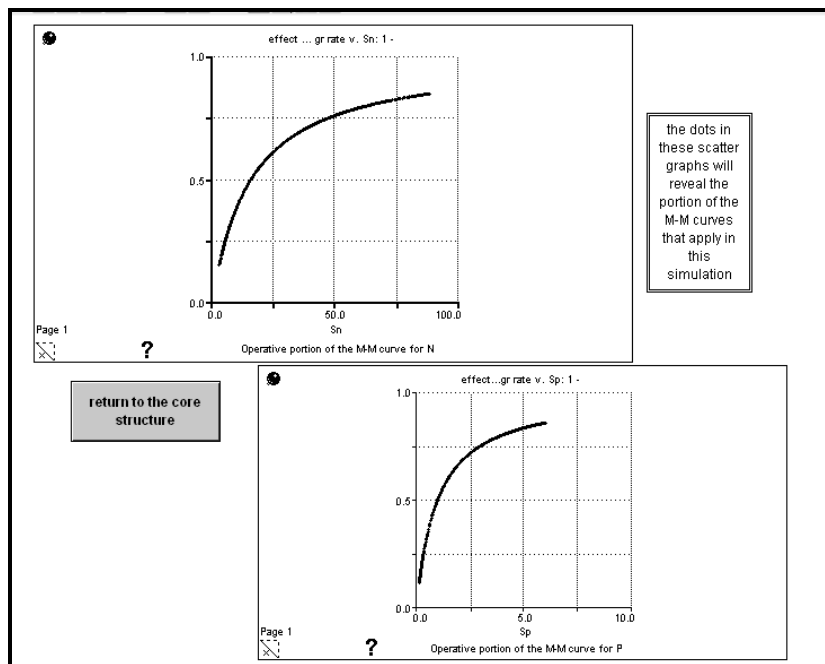 effect ... gr rate v. Sn: 1 -
1.0
0.5
0.0
0.0 50.0 100.0
Sn
Page 1
?
Operative portion of the M-M curve for N
the dots in
these scatter
graphs will
reveal the
portion of the
M-M curves
that apply in
this
simulation
return to the core
structure
effect...gr rate v. Sp: 1 -
1.0
0.5
0.0
0.0 5.0 10.0
Sp
Page 1
?
Operative portion of the M-M curve for P